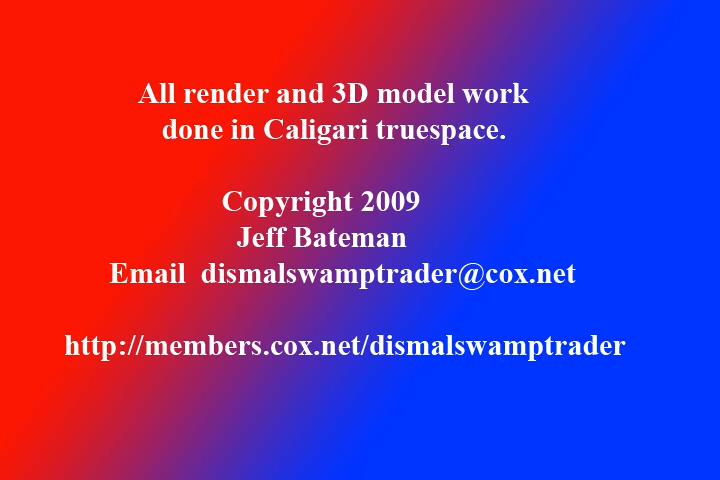 All render and 3D model work
done in Caligari truespace.
Copyright 2009
Jeff Bateman
Email  dismalswamptrader@cox.net
http://members.cox.net/dismalswamptrader